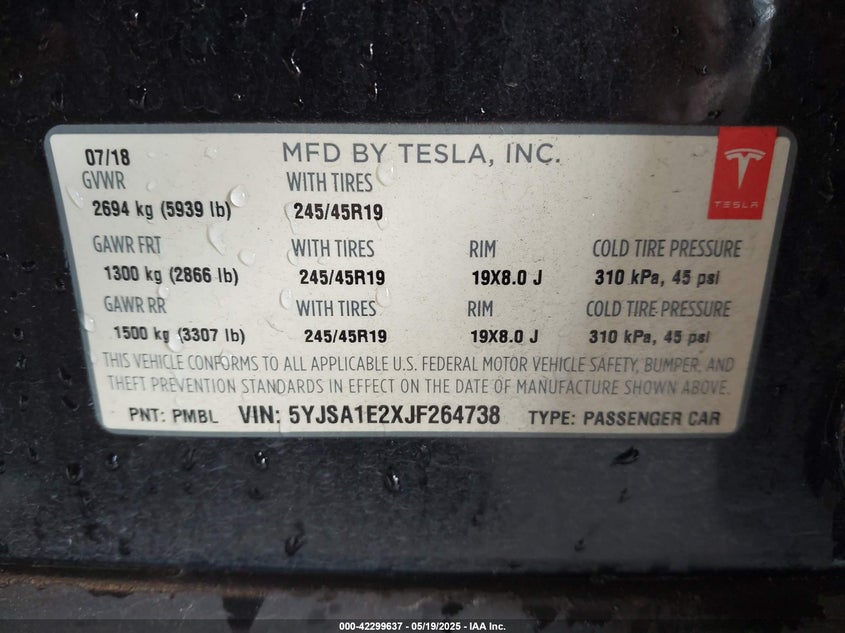 07/18 MFD BY TESLA, INC.
GVWR WITH TIRES
2694 kg (5939 lb) 245/45R19
TESLA
GAWR FRT WITH TIRES RIM COLD TIRE PRESSURE
1300 kg (2866 lb) 245/45R19 19X8.0 J 310 kPa, 45 psi
GAWR RR WITH TIRES RIM COLD TIRE PRESSURE
1500 kg (3307 lb) 245/45R19 19X8.0 J 310 kPa, 45 psi
THIS VEHICLE CONFORMS TO ALL APPLICABLE U.S. FEDERAL MOTOR VEHICLE SAFETY, BUMPER, AND
THEFT PREVENTION STANDARDS IN EFFECT ON THE DATE OF MANUFACTURE SHOWN ABOVE.
PNT: PMBL VIN: 5YJSA1E2XJF264738 TYPE: PASSENGER CAR
000-42299637 - 05/19/2025 - IAA Inc.